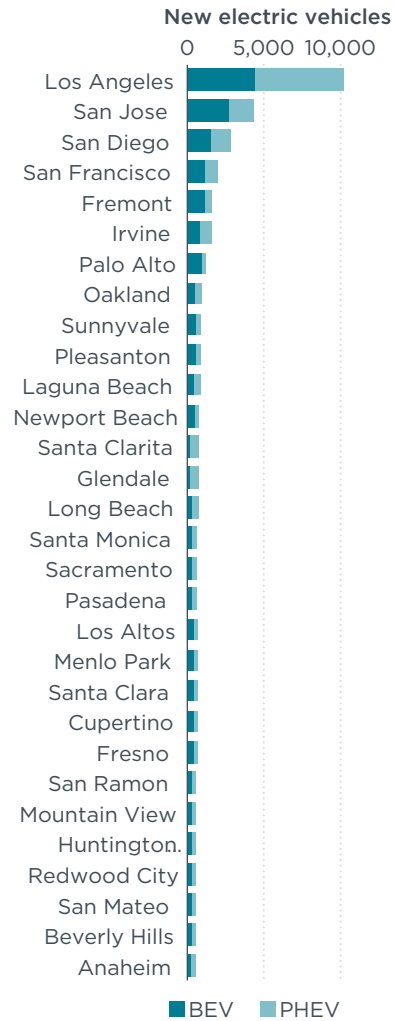 New electric vehicles
0 5,000 10,000
Los Angeles
San Jose
San Diego
San Francisco
Fremont
Irvine
Palo Alto
Oakland
Sunnyvale
Pleasanton
Laguna Beach
Newport Beach
Santa Clarita
Glendale
Long Beach
Santa Monica
Sacramento
Pasadena
Los Altos
Menlo Park
Santa Clara
Cupertino
Fresno
San Ramon
Mountain View
Huntington.
Redwood City
San Mateo
Beverly Hills
Anaheim
BEV PHEV